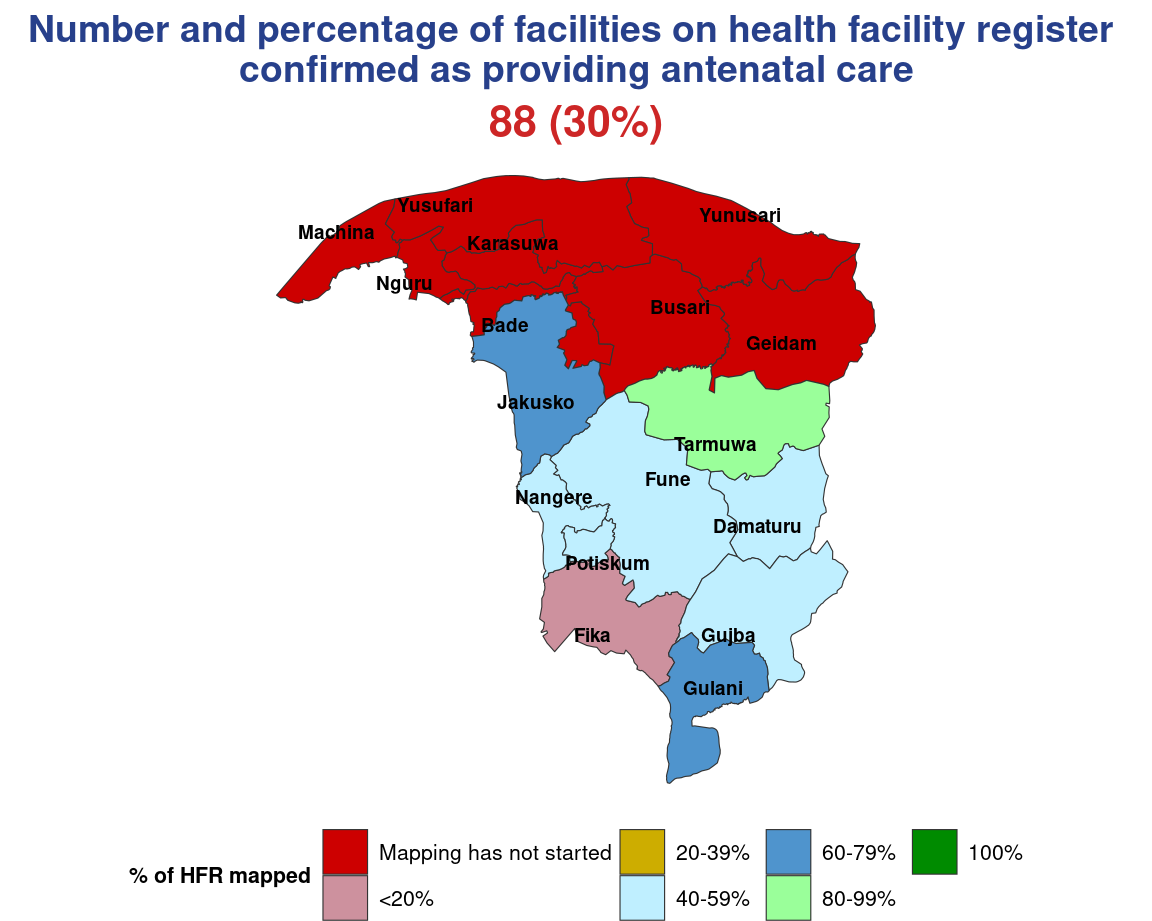 Number and percentage of facilities on health facility register
confirmed as providing antenatal care
88 (30%)
Yusufari
Yunusari
Machina
Karasuwa
Nguru
Busari
Bade
Geidam
Jakusko
Tarmuwa
Fune
Nangere
Damaturu
Potiskum
Fika
Gujba
Gulani
% of HFR mapped
Mapping has not started
<20%
20-39%
40-59%
60-79%
80-99%
100%